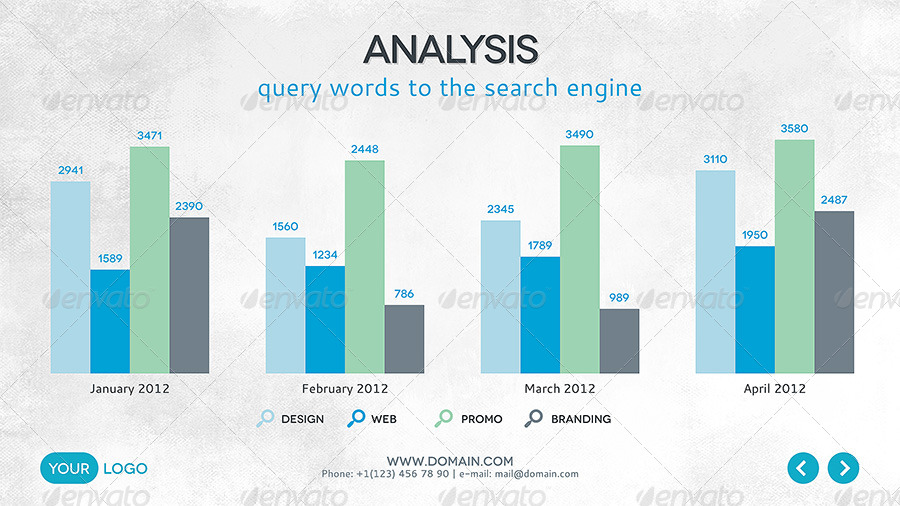 ANALYSIS
query words to the search engine
2941
1589
3471
2390
1560
1234
2448
786
2345
1789
3490
989
3110
1950
3580
2487
January 2012
February 2012
March 2012
April 2012
DESIGN WEB PROMO BRANDING
YOUR LOGO
WWW.DOMAIN.COM
Phone: +1(123) 456 78 90 | e-mail: mail@domain.com
envato